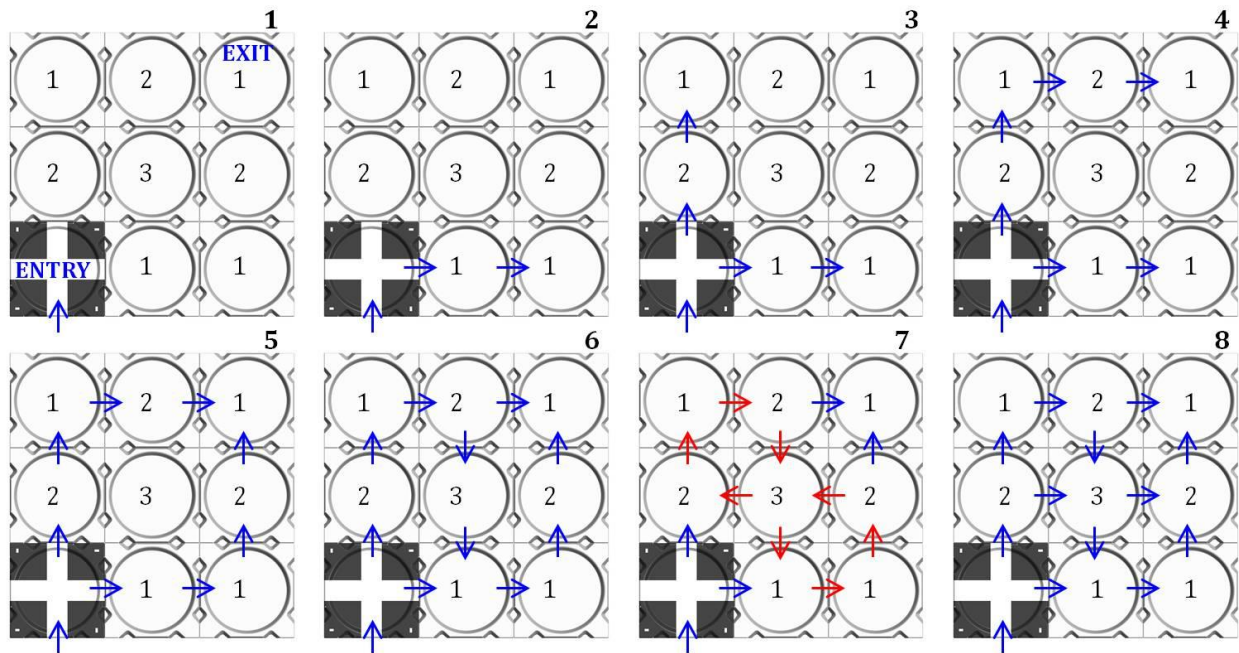 1 2 3 4
EXIT
1 2 1 1 2 1 1 2 1 1 2 1
2 3 2 2 3 2 2 3 2 2 3 2
ENTRY 1 1 1 1 1 1 1 1
5 6 7 8
1 2 1 1 2 1 1 2 1 1 2 1
2 3 2 2 3 2 2 3 2 2 3 2
1 1 1 1 1 1 1 1